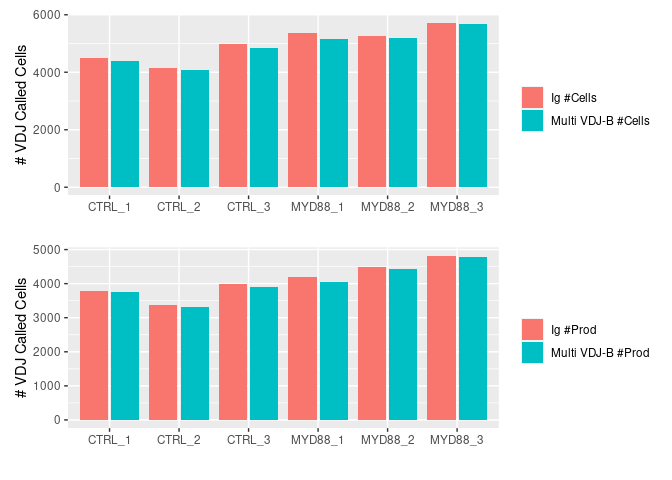 # VDJ Called Cells
6000
4000
2000
0
CTRL_1 CTRL_2 CTRL_3 MYD88_1 MYD88_2 MYD88_3
Ig #Cells
Multi VDJ-B #Cells
# VDJ Called Cells
5000
4000
3000
2000
1000
0
CTRL_1 CTRL_2 CTRL_3 MYD88_1 MYD88_2 MYD88_3
Ig #Prod
Multi VDJ-B #Prod